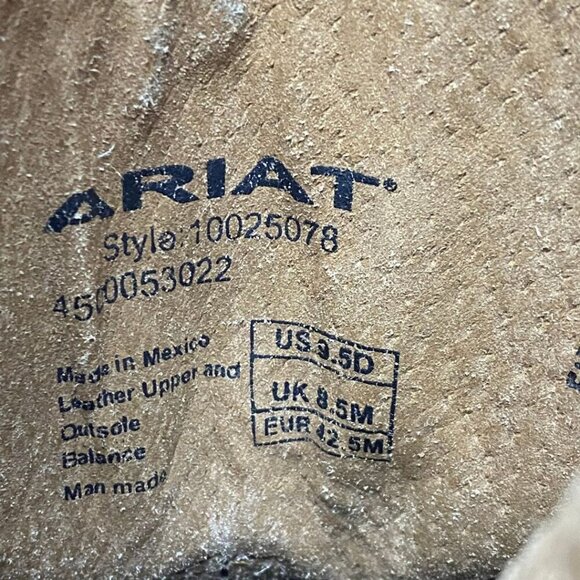 ARIAT®
Style 10025078
4500053022
Made in Mexico
Leather Upper and
Outsole
Balance
Man made
US 9.5D
UK 8.5M
EUR 42.5M